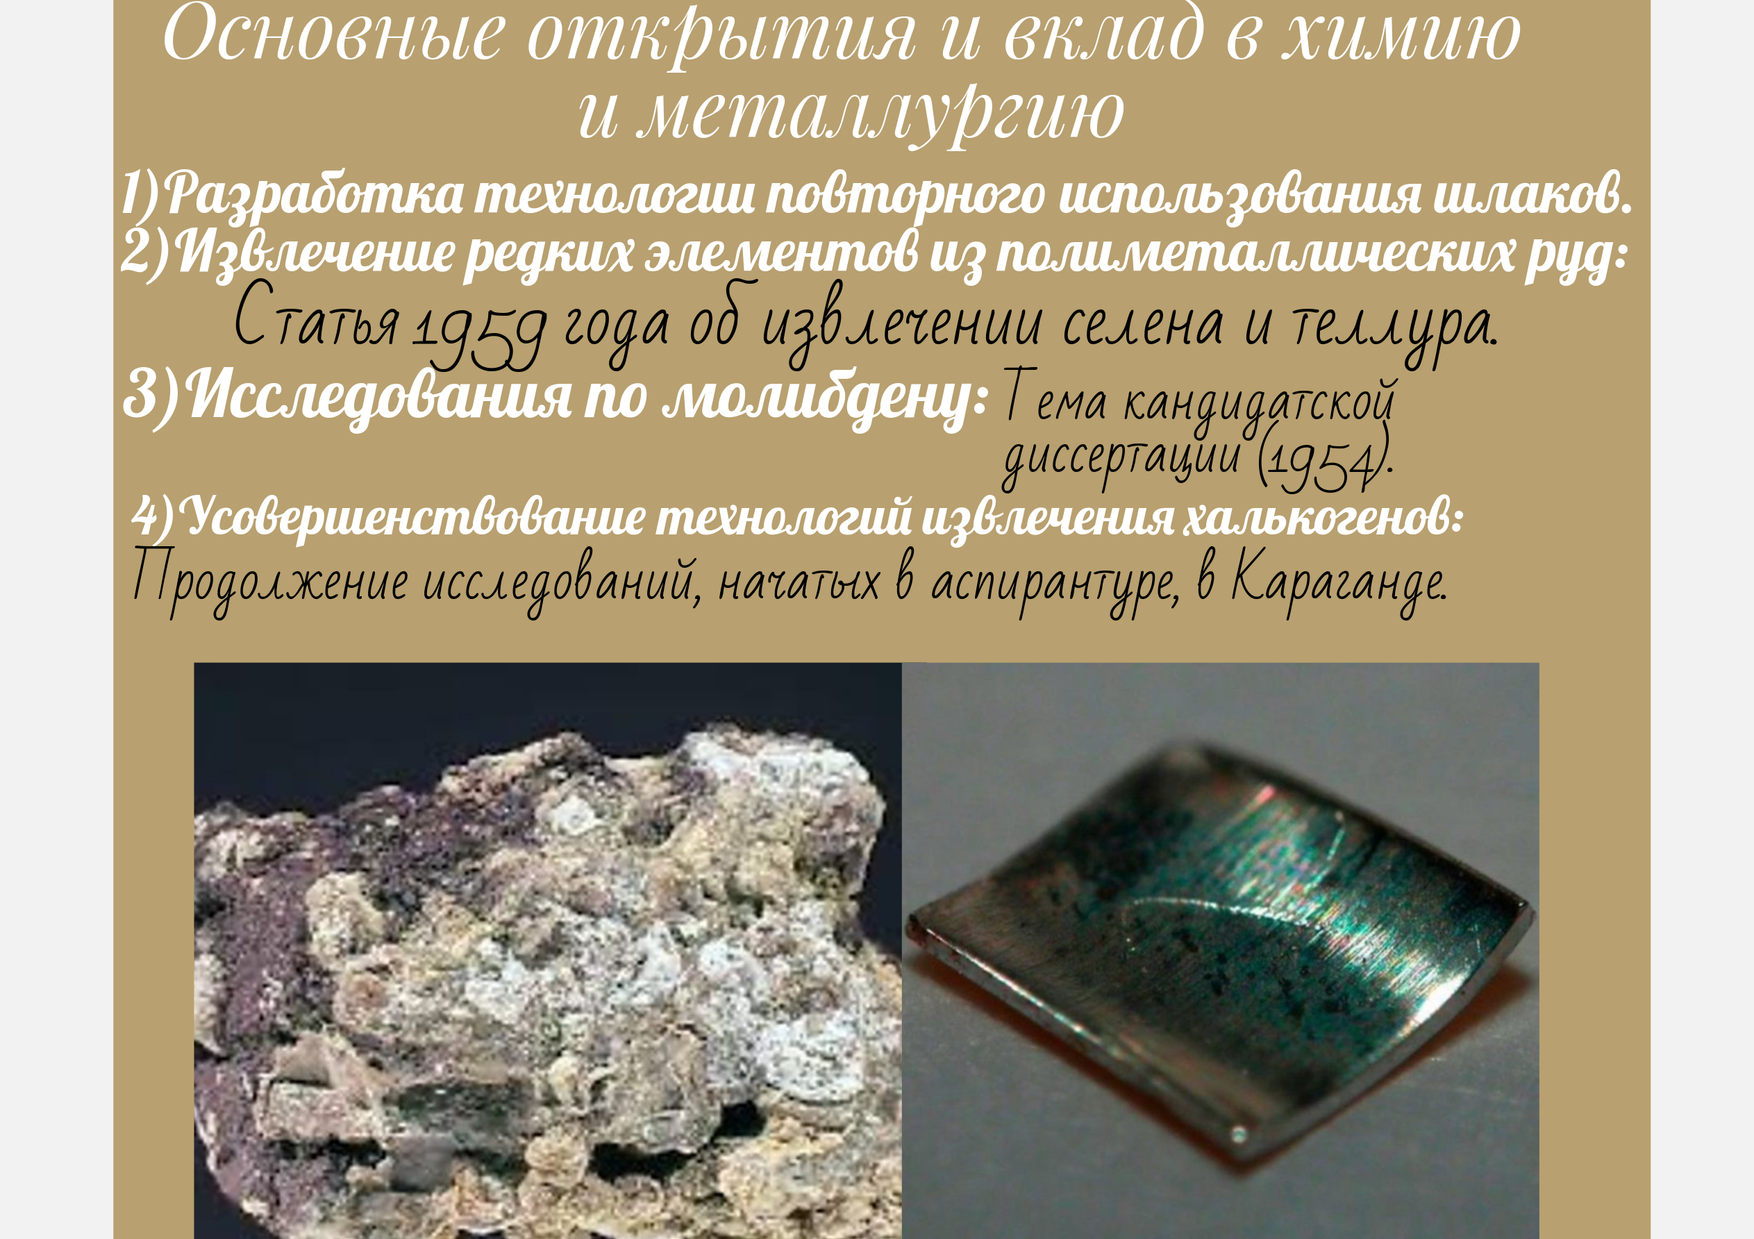 Основные открытия и вклад в химию
и металлургию
1)Разработка технологии повторного использования шлаков.
2)Извлечение редких элементов из полиметаллических руд:
Статья 1959 года об извлечении селена и теллура.
3)Исследования по молибдену: Тема кандидатской
диссертации (1954).
4)Усовершенствование технологий извлечения халькогенов:
Продолжение исследований, начатых в аспирантуре, в Караганде.